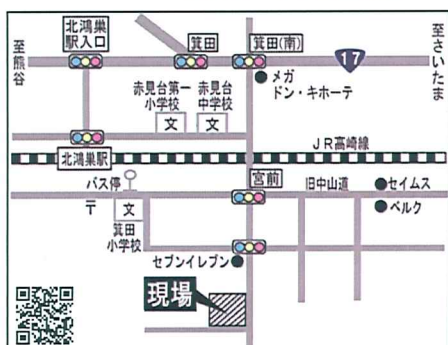 北鴻巣
駅入口
箕田
箕田(南)
17
至熊谷
至さいたま
メガ
ドン・キホーテ
赤見台第一
小学校
文
赤見台
中学校
文
JR高崎線
北鴻巣駅
バス停
宮前
旧中山道
セイムス
ベルク
〒
文
箕田
小学校
セブンイレブン
現場